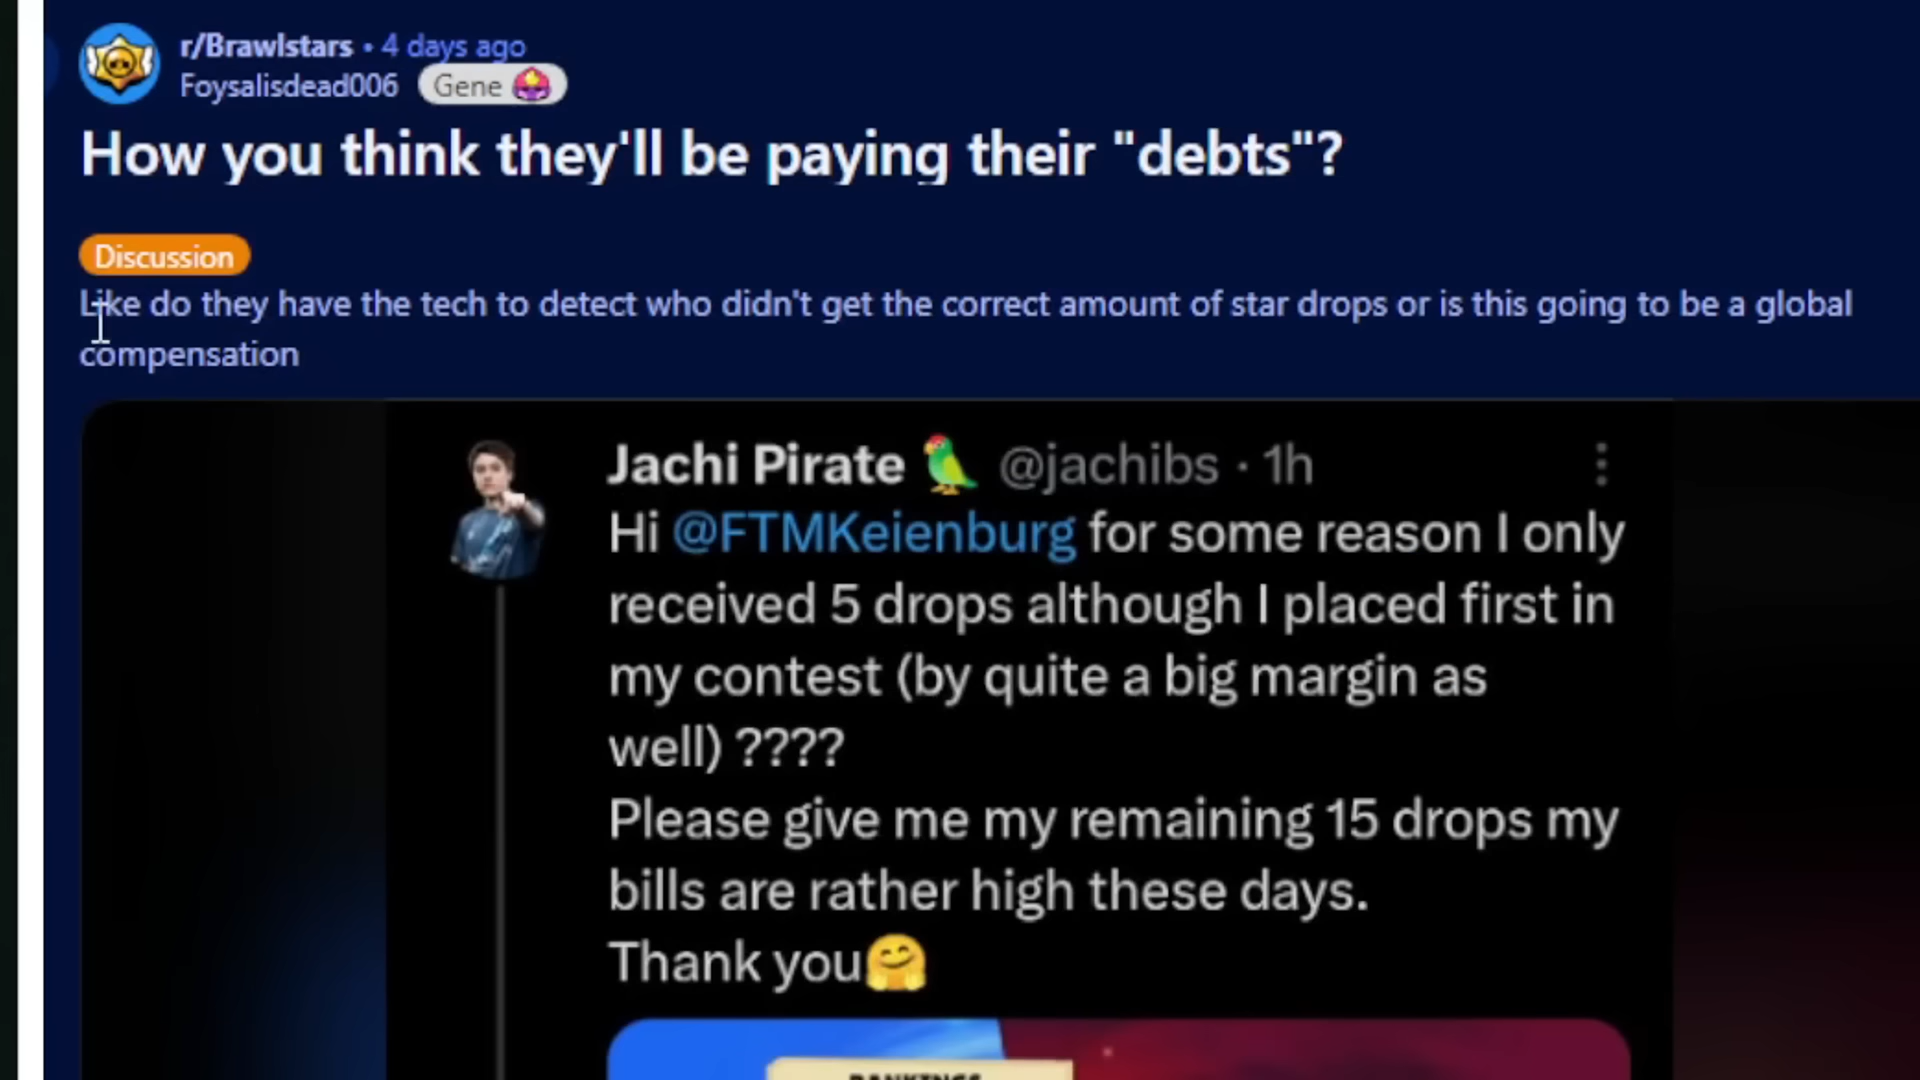 r/Brawlstars • 4 days ago
Foysalisdead006 Gene
How you think they'll be paying their "debts"?
Discussion
Like do they have the tech to detect who didn't get the correct amount of star drops or is this going to be a global
compensation
Jachi Pirate 🦜 @jachibs · 1h
Hi @FTMKeienburg for some reason I only
received 5 drops although I placed first in
my contest (by quite a big margin as
well) ????
Please give me my remaining 15 drops my
bills are rather high these days.
Thank you🤗
RANKINGS